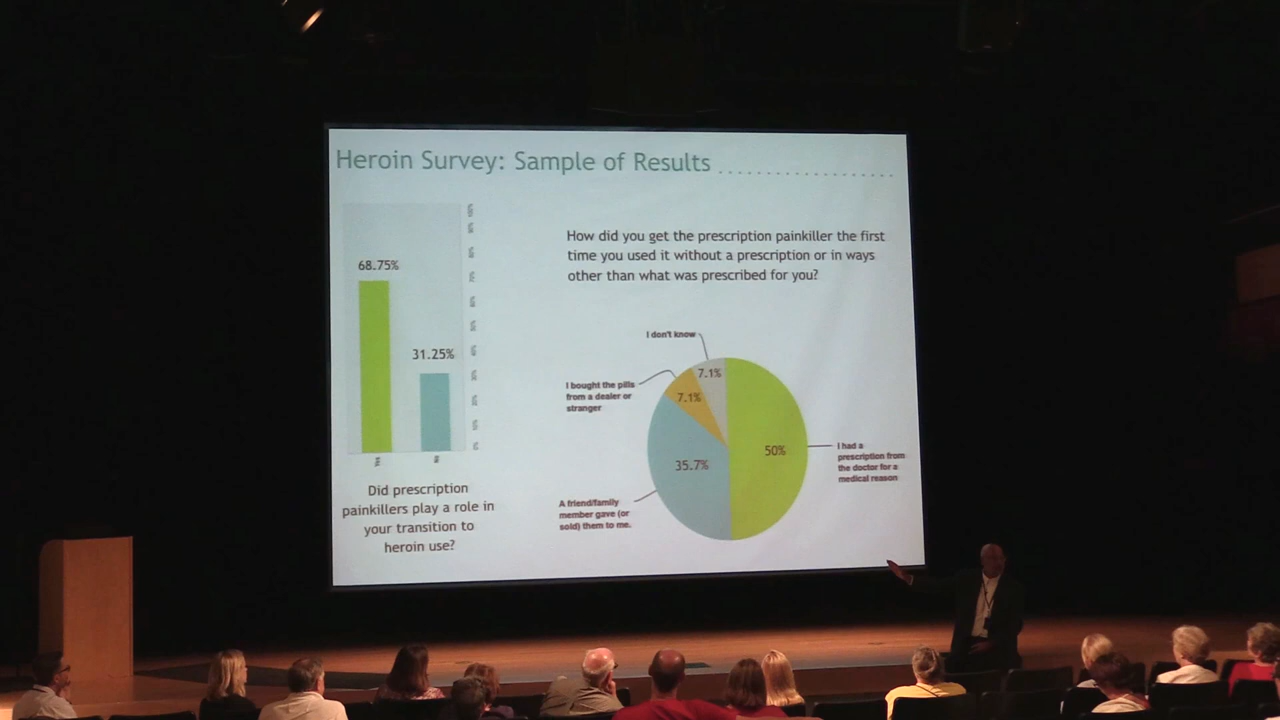 Heroin Survey: Sample of Results
68.75%
31.25%
Did prescription
painkillers play a role in
your transition to
heroin use?
How did you get the prescription painkiller the first
time you used it without a prescription or in ways
other than what was prescribed for you?
I don't know
7.1%
I bought the pills
from a dealer or
stranger
7.1%
50%
I had a
prescription from
the doctor for a
medical reason
35.7%
A friend/family
member gave (or
sold) them to me.